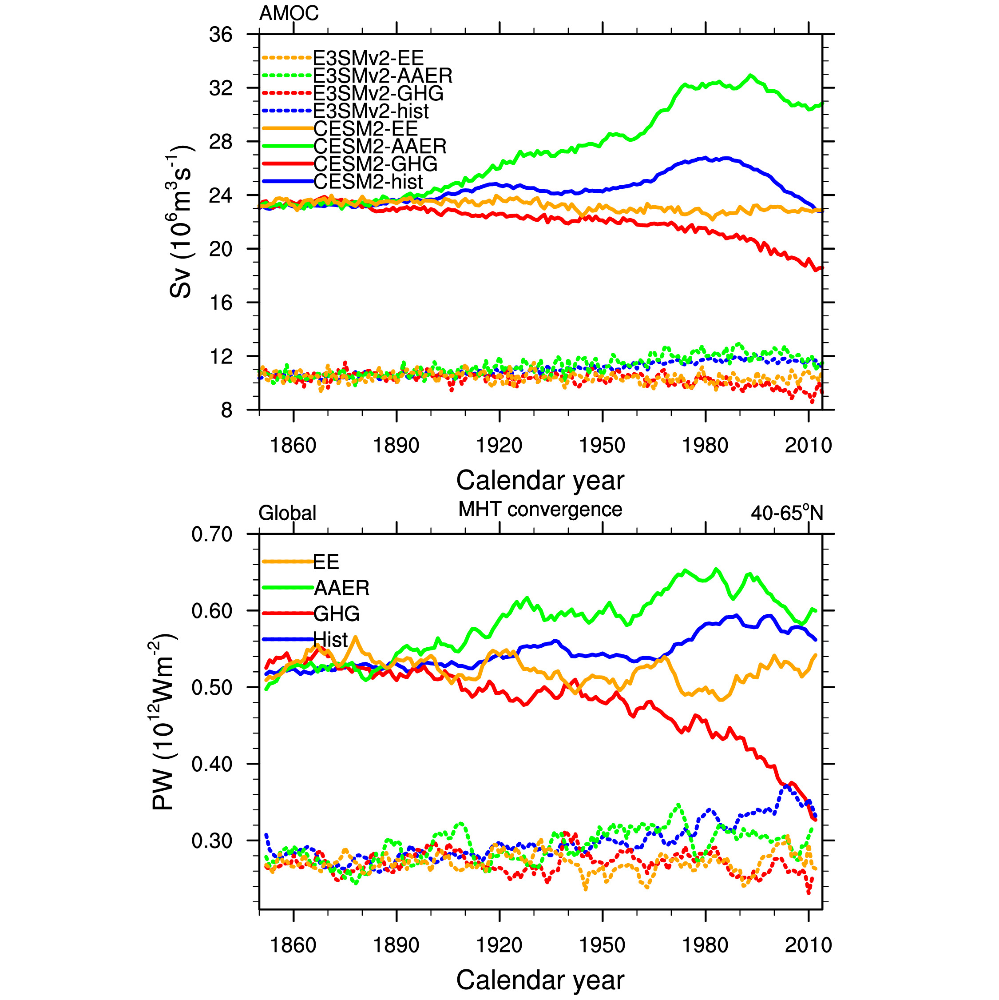 AMOC
36
32
28
24
20
16
12
8
Sv (10⁶m³s⁻¹)
E3SMv2-EE
E3SMv2-AAER
E3SMv2-GHG
E3SMv2-hist
CESM2-EE
CESM2-AAER
CESM2-GHG
CESM2-hist
1860 1890 1920 1950 1980 2010
Calendar year
Global MHT convergence 40-65°N
0.70
0.60
0.50
0.40
0.30
PW (10¹²Wm⁻²)
EE
AAER
GHG
Hist
1860 1890 1920 1950 1980 2010
Calendar year